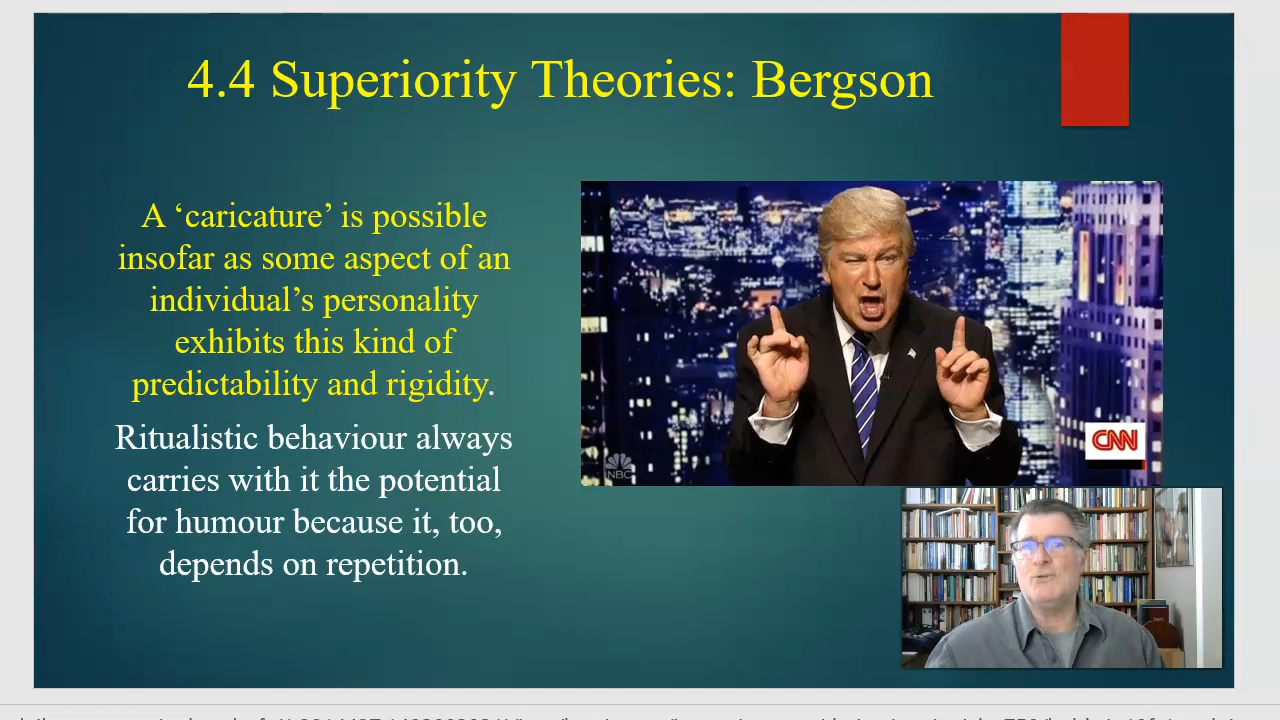 4.4 Superiority Theories: Bergson
A ‘caricature’ is possible
insofar as some aspect of an
individual’s personality
exhibits this kind of
predictability and rigidity.
Ritualistic behaviour always
carries with it the potential
for humour because it, too,
depends on repetition.
NBC
CNN